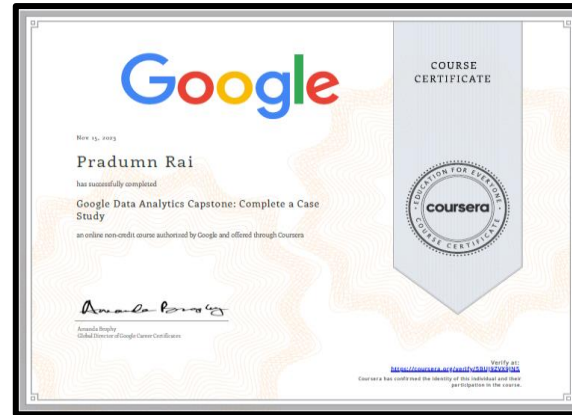 Google
COURSE
CERTIFICATE
Nov 15, 2023
Pradumn Rai
has successfully completed
Google Data Analytics Capstone: Complete a Case
Study
an online non-credit course authorized by Google and offered through Coursera
EDUCATION FOR EVERYONE
coursera
COURSE CERTIFICATE
Amanda Brophy
Amanda Brophy
Global Director of Google Career Certificates
Verify at:
Coursera has confirmed the identity of this individual and their
participation in the course.